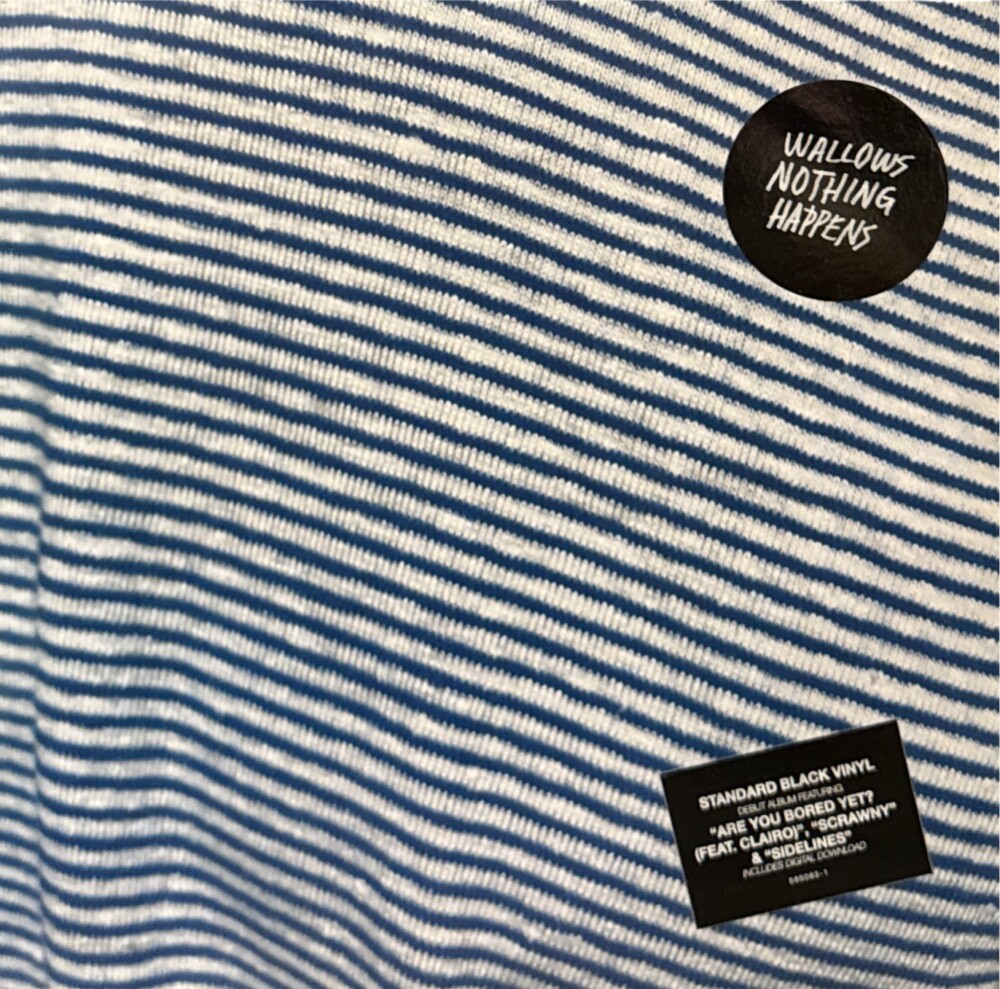 WALLOWS
NOTHING
HAPPENS
STANDARD BLACK VINYL
DEBUT ALBUM FEATURING
"ARE YOU BORED YET?
(FEAT. CLAIRO)", "SCRAWNY"
& "SIDELINES"
INCLUDES DIGITAL DOWNLOAD